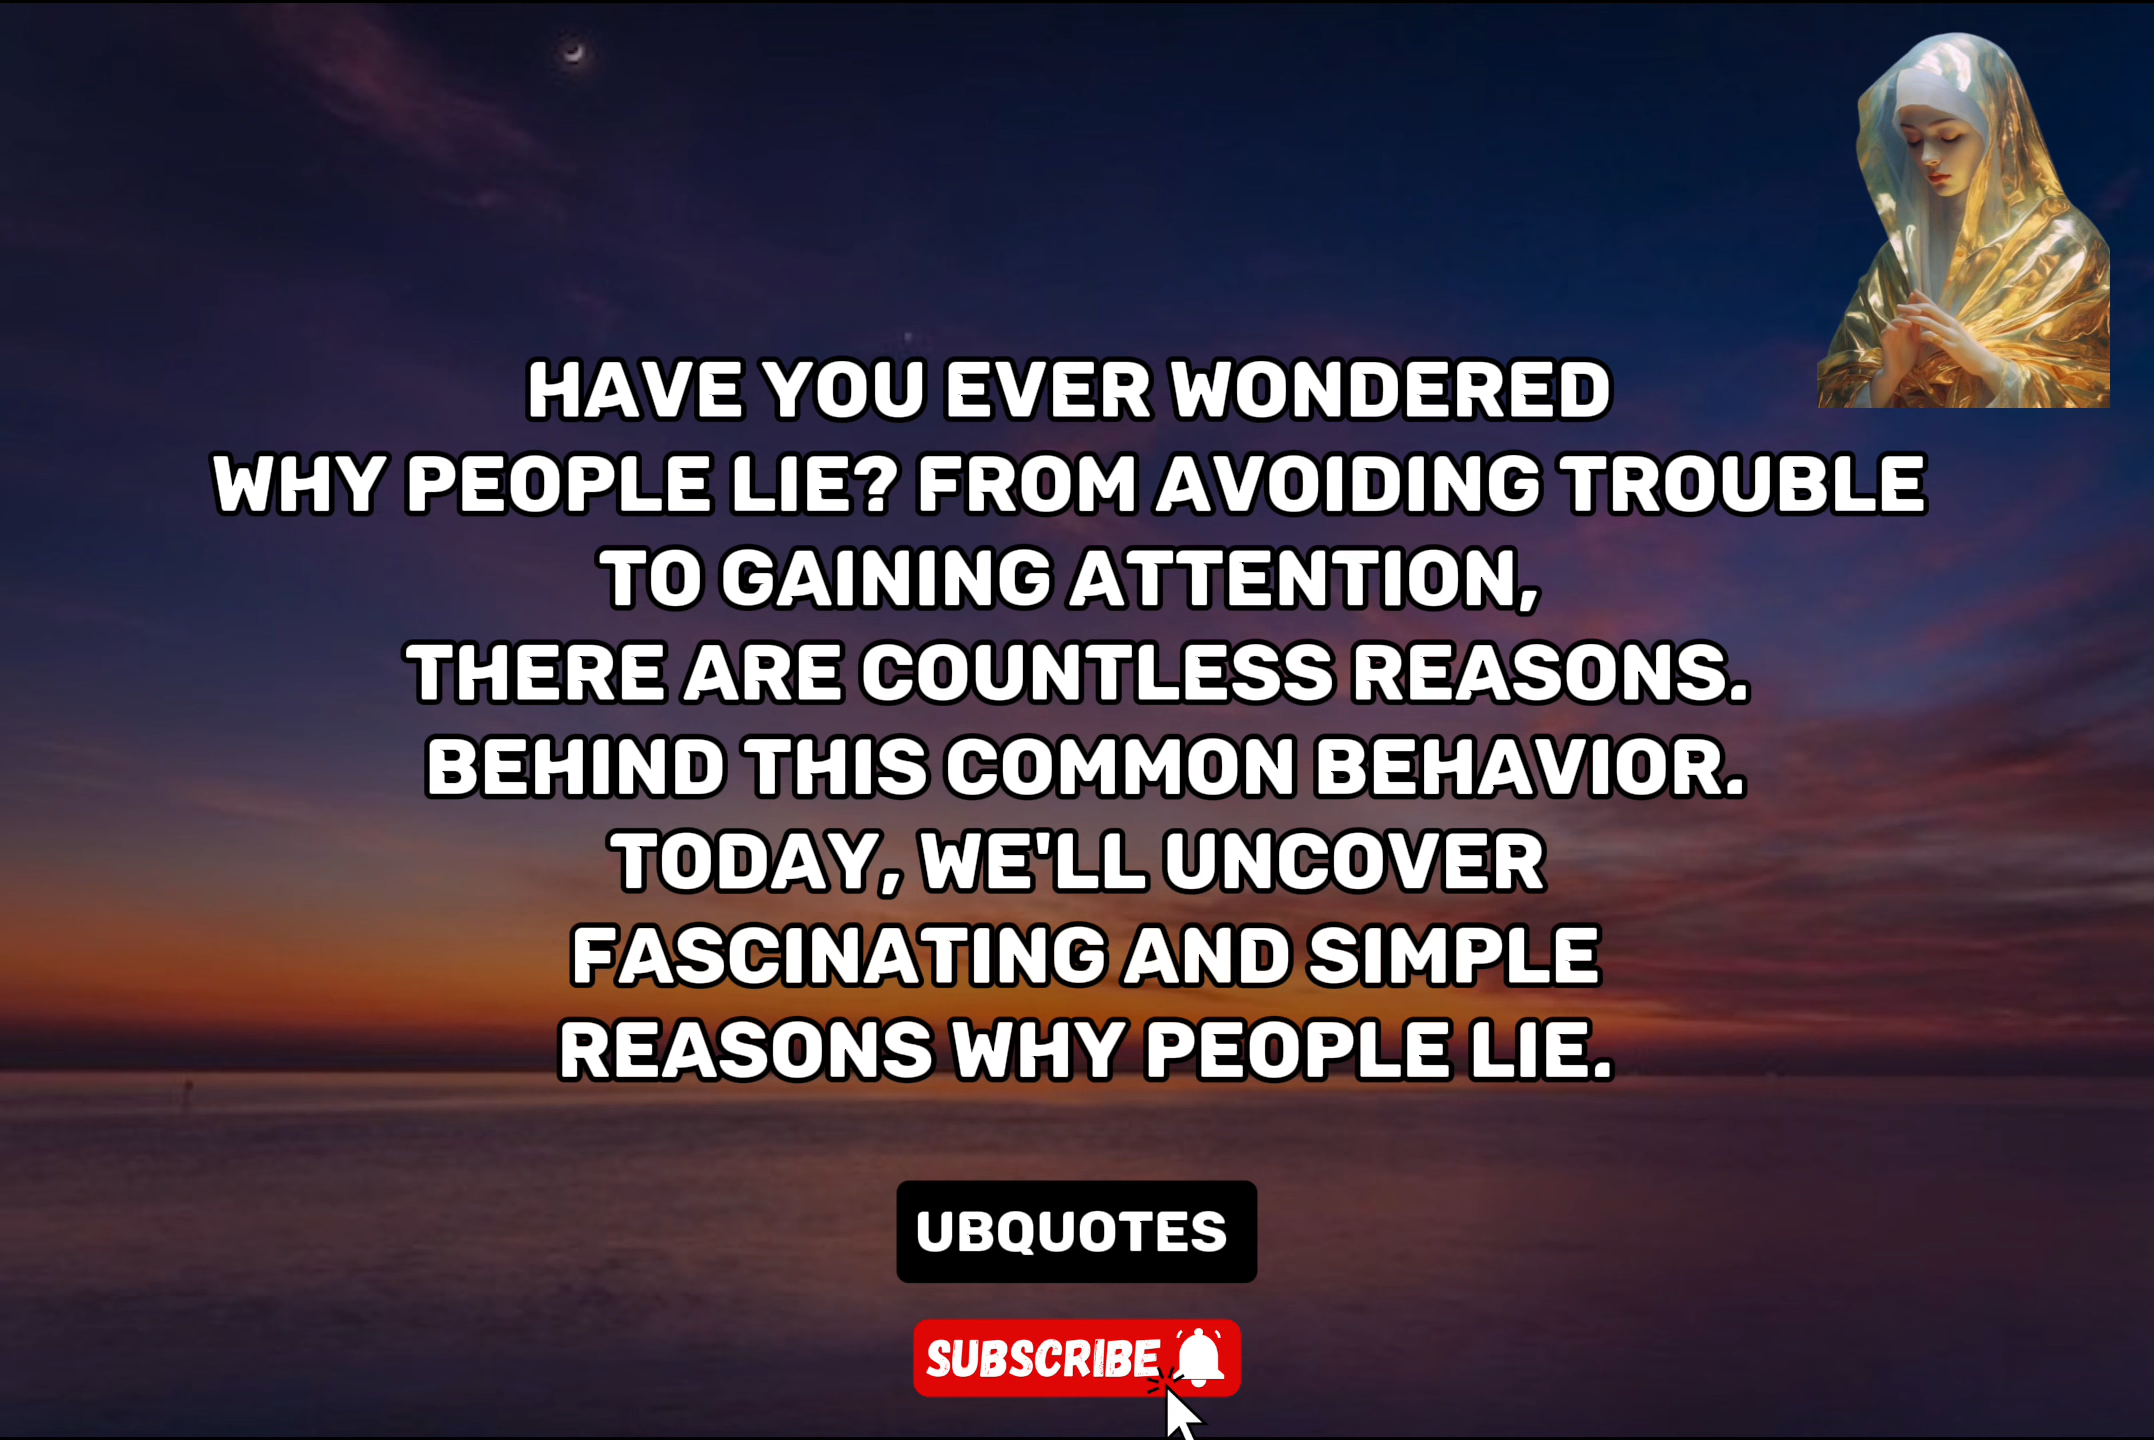 HAVE YOU EVER WONDERED
WHY PEOPLE LIE? FROM AVOIDING TROUBLE
TO GAINING ATTENTION,
THERE ARE COUNTLESS REASONS.
BEHIND THIS COMMON BEHAVIOR.
TODAY, WE'LL UNCOVER
FASCINATING AND SIMPLE
REASONS WHY PEOPLE LIE.
UBQUOTES
SUBSCRIBE